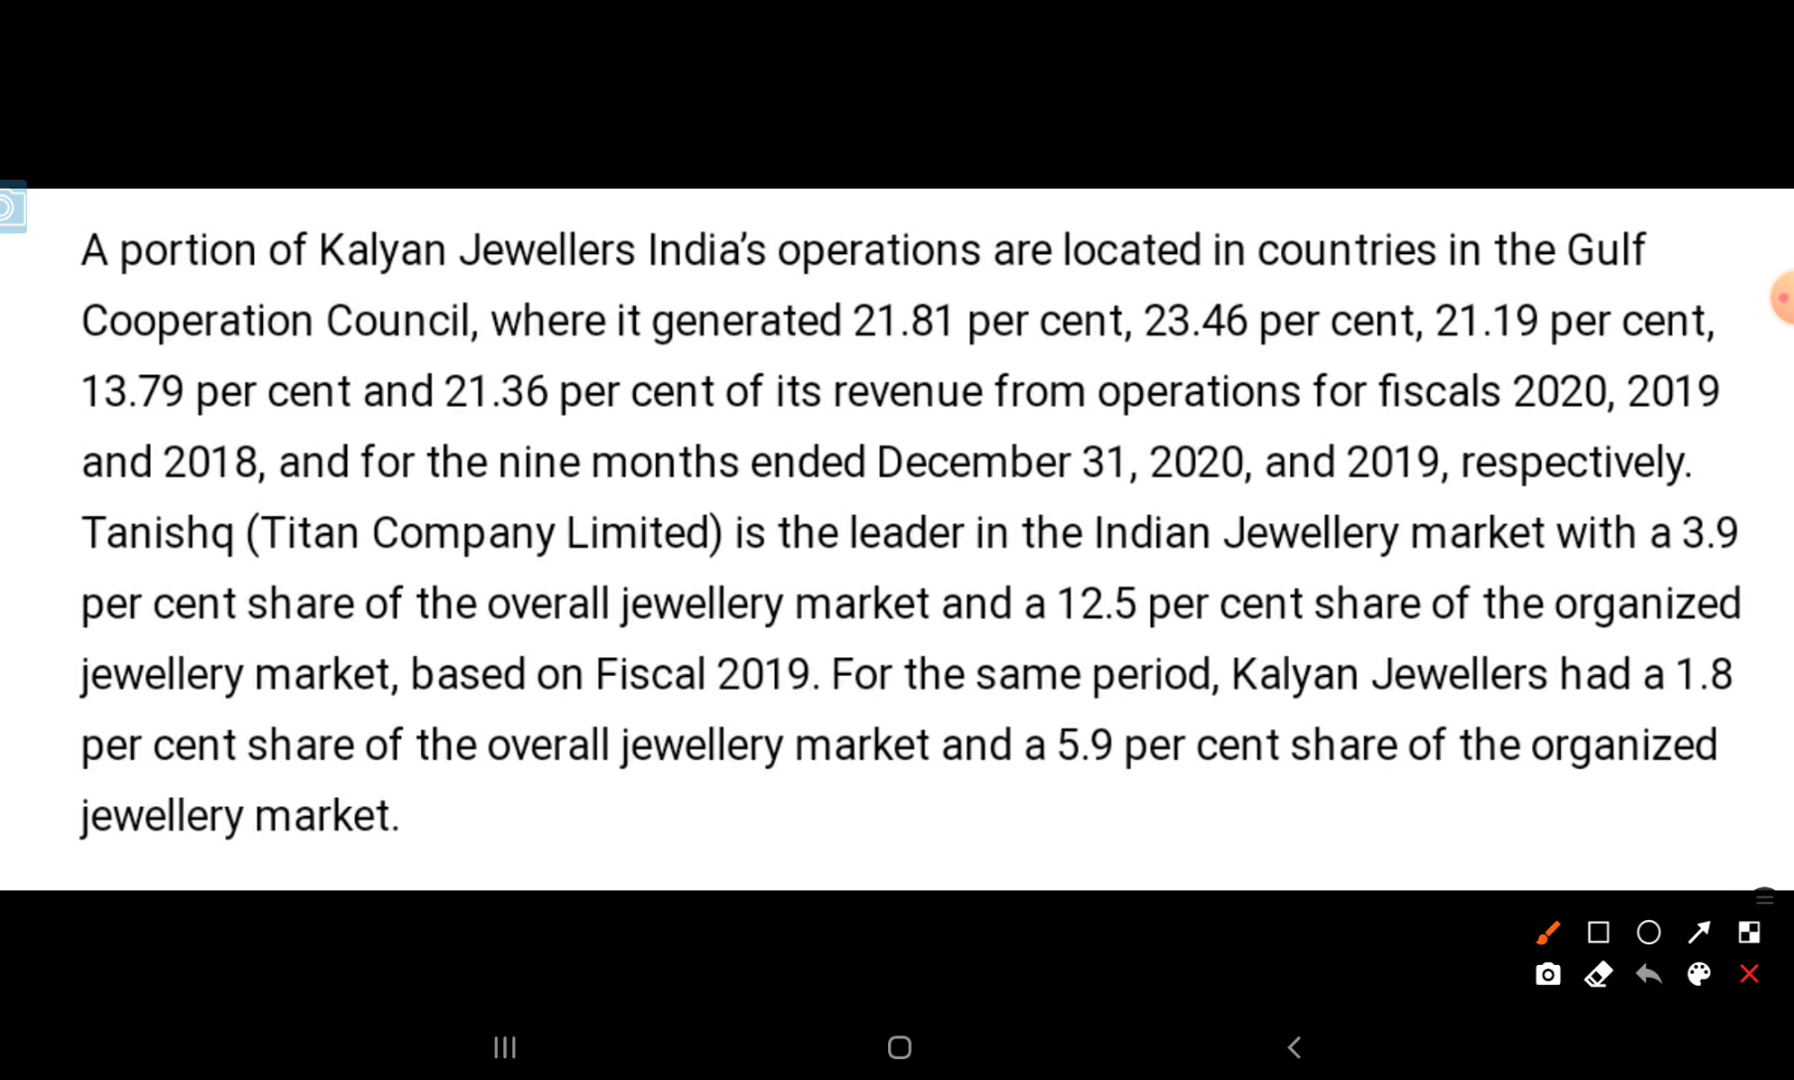 A portion of Kalyan Jewellers India’s operations are located in countries in the Gulf
Cooperation Council, where it generated 21.81 per cent, 23.46 per cent, 21.19 per cent,
13.79 per cent and 21.36 per cent of its revenue from operations for fiscals 2020, 2019
and 2018, and for the nine months ended December 31, 2020, and 2019, respectively.
Tanishq (Titan Company Limited) is the leader in the Indian Jewellery market with a 3.9
per cent share of the overall jewellery market and a 12.5 per cent share of the organized
jewellery market, based on Fiscal 2019. For the same period, Kalyan Jewellers had a 1.8
per cent share of the overall jewellery market and a 5.9 per cent share of the organized
jewellery market.